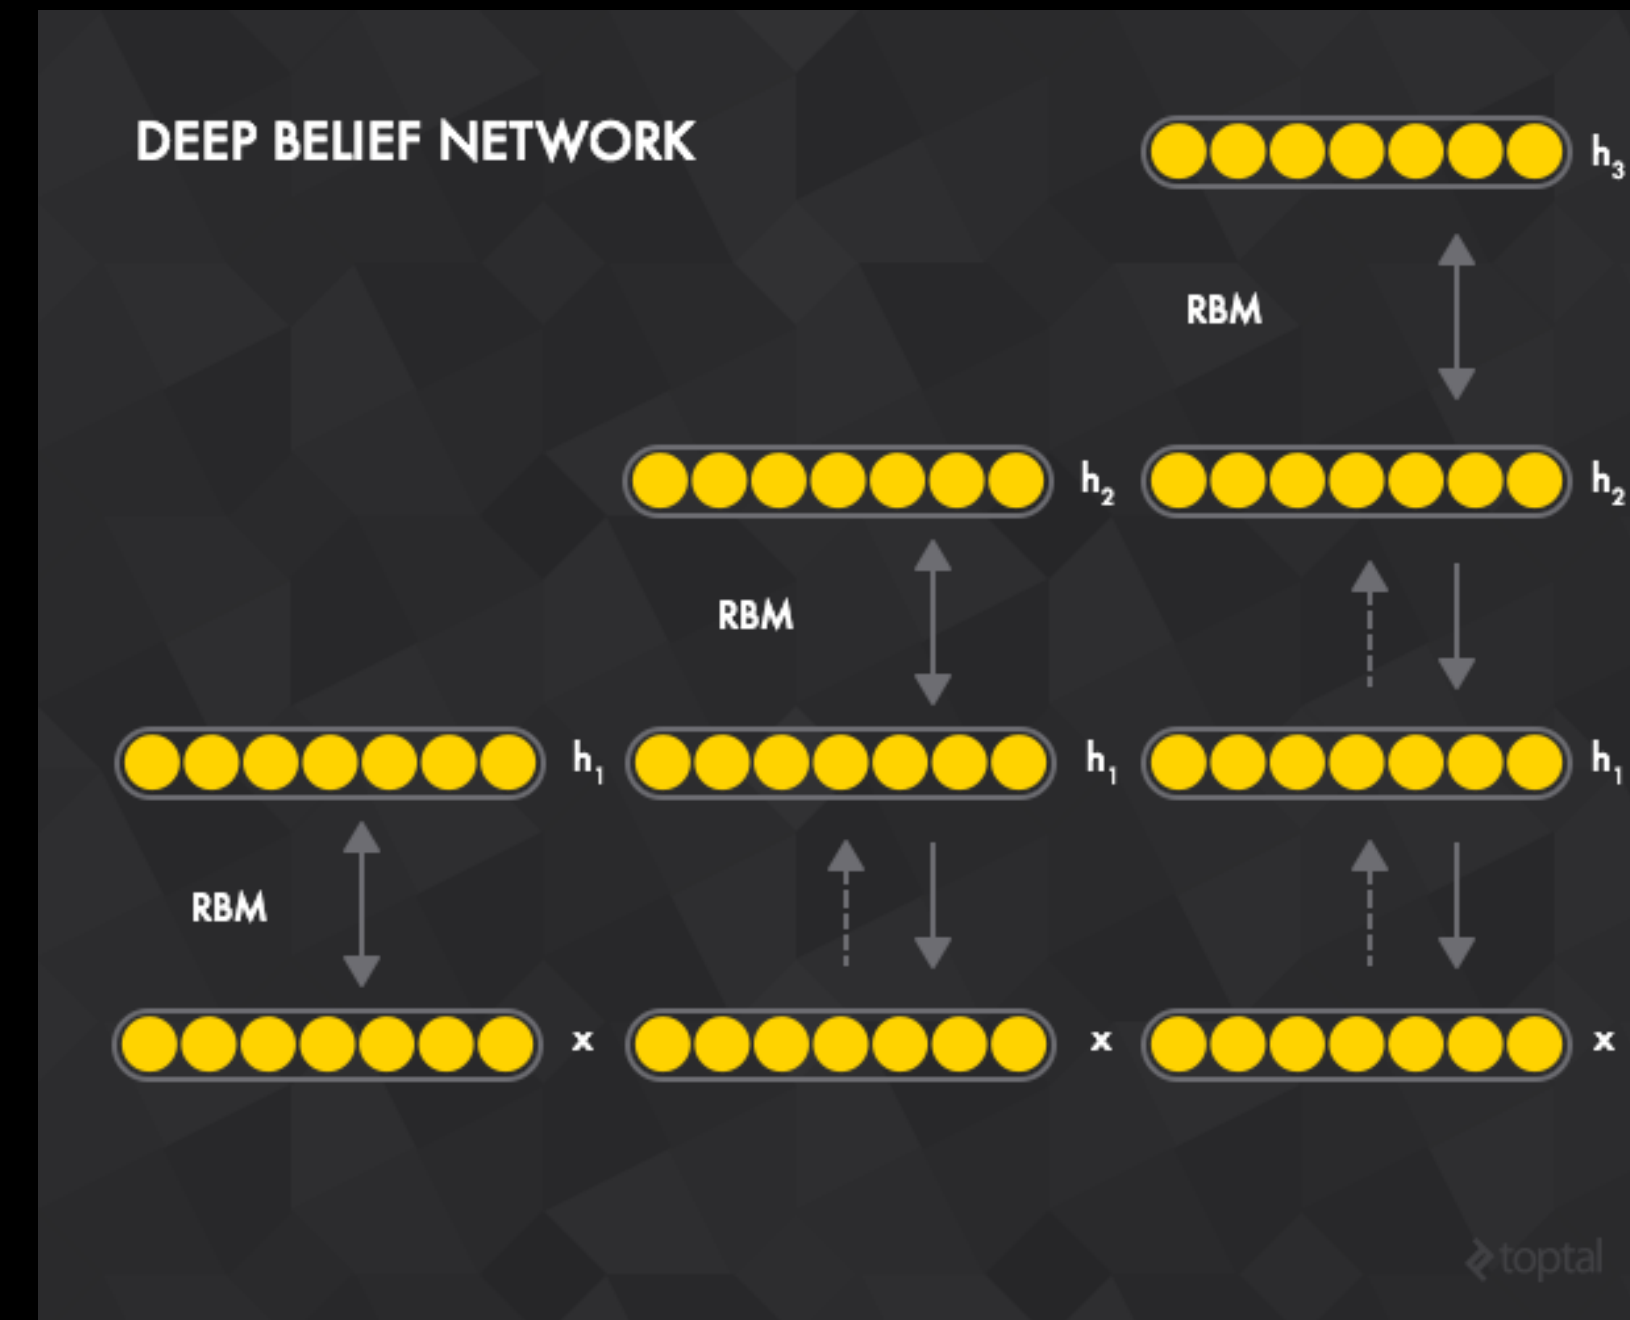 DEEP BELIEF NETWORK
h₃
RBM
h₂ h₂
RBM
h₁ h₁ h₁
RBM
x x x
toptal